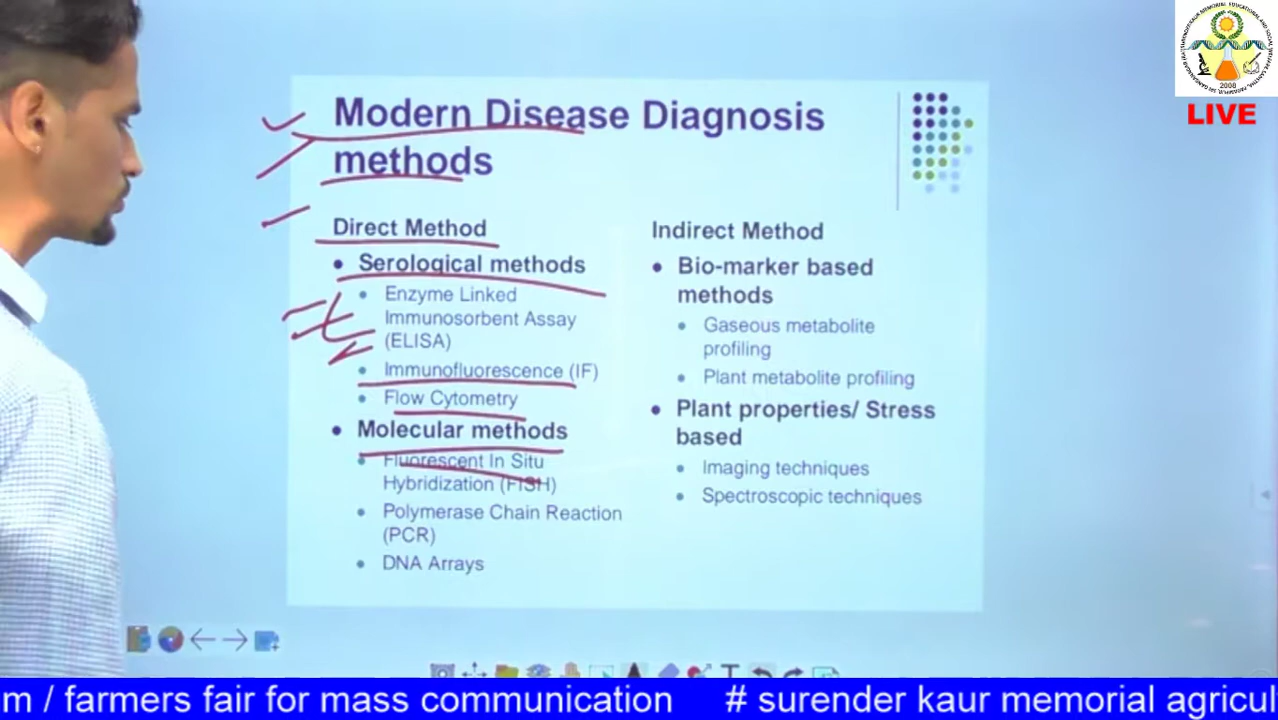 Modern Disease Diagnosis
methods
Direct Method
• Serological methods
• Enzyme Linked
Immunosorbent Assay
(ELISA)
• Immunofluorescence (IF)
• Flow Cytometry
• Molecular methods
• Fluorescent In Situ
Hybridization (FISH)
• Polymerase Chain Reaction
(PCR)
• DNA Arrays
Indirect Method
• Bio-marker based
methods
• Gaseous metabolite
profiling
• Plant metabolite profiling
• Plant properties/ Stress
based
• Imaging techniques
• Spectroscopic techniques
2008
LIVE
m / farmers fair for mass communication # surender kaur memorial agricul